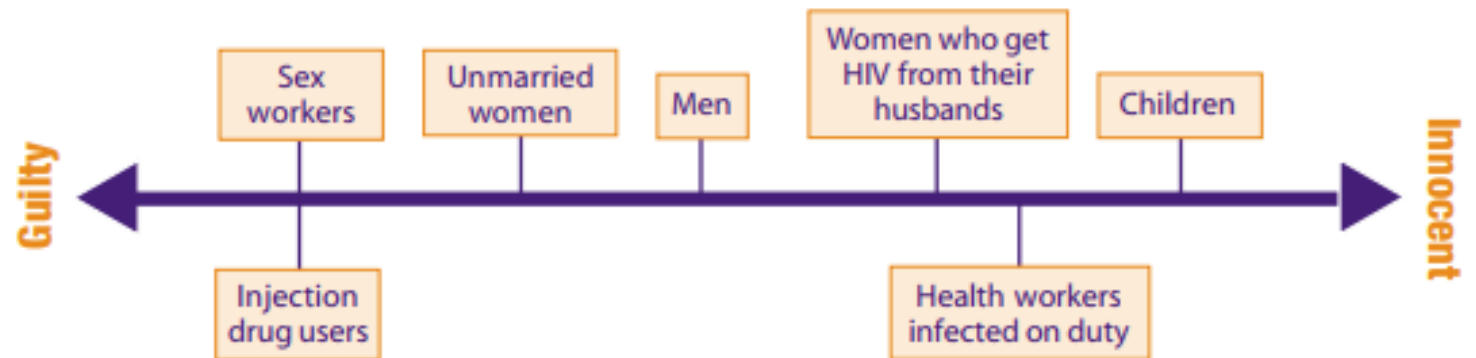 Guilty
Sex
workers
Unmarried
women
Men
Women who get
HIV from their
husbands
Children
Injection
drug users
Health workers
infected on duty
Innocent